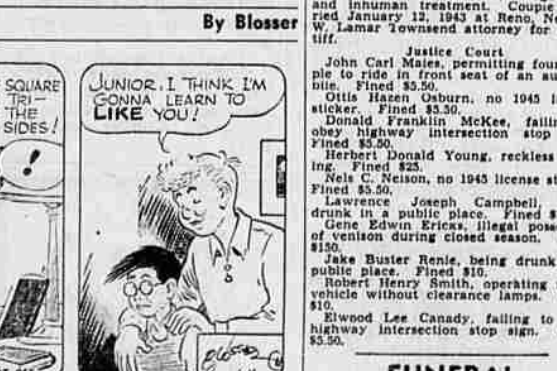 By Blosser
SQUARE
TRI—
THE
SIDES!
!
JUNIOR, I THINK I'M
GONNA LEARN TO
LIKE YOU!
Blosser
and inhuman treatment. Couple
ried January 12, 1943 at Reno, N
W. Lamar Townsend attorney for
tiff.
Justice Court
John Carl Maies, permitting four
ple to ride in front seat of an au
bile. Fined $5.50.
Ottis Hazen Osburn, no 1945 l
sticker. Fined $5.50.
Donald Franklin McKee, failin
obey highway intersection stop
Fined $5.50.
Herbert Donald Young, reckless
ing. Fined $25.
Nels C. Nelson, no 1945 license st
Fined $5.50.
Lawrence Joseph Campbell,
drunk in a public place. Fined
Gene Edwin Ericks, illegal poss
of venison during closed season.
$150.
Jake Buster Renie, being drunk
public place. Fined $10.
Robert Henry Smith, operating
vehicle without clearance lamps.
$10.
Elwood Lee Canady, failing to
highway intersection stop sign.
$5.50.
FUNERAL